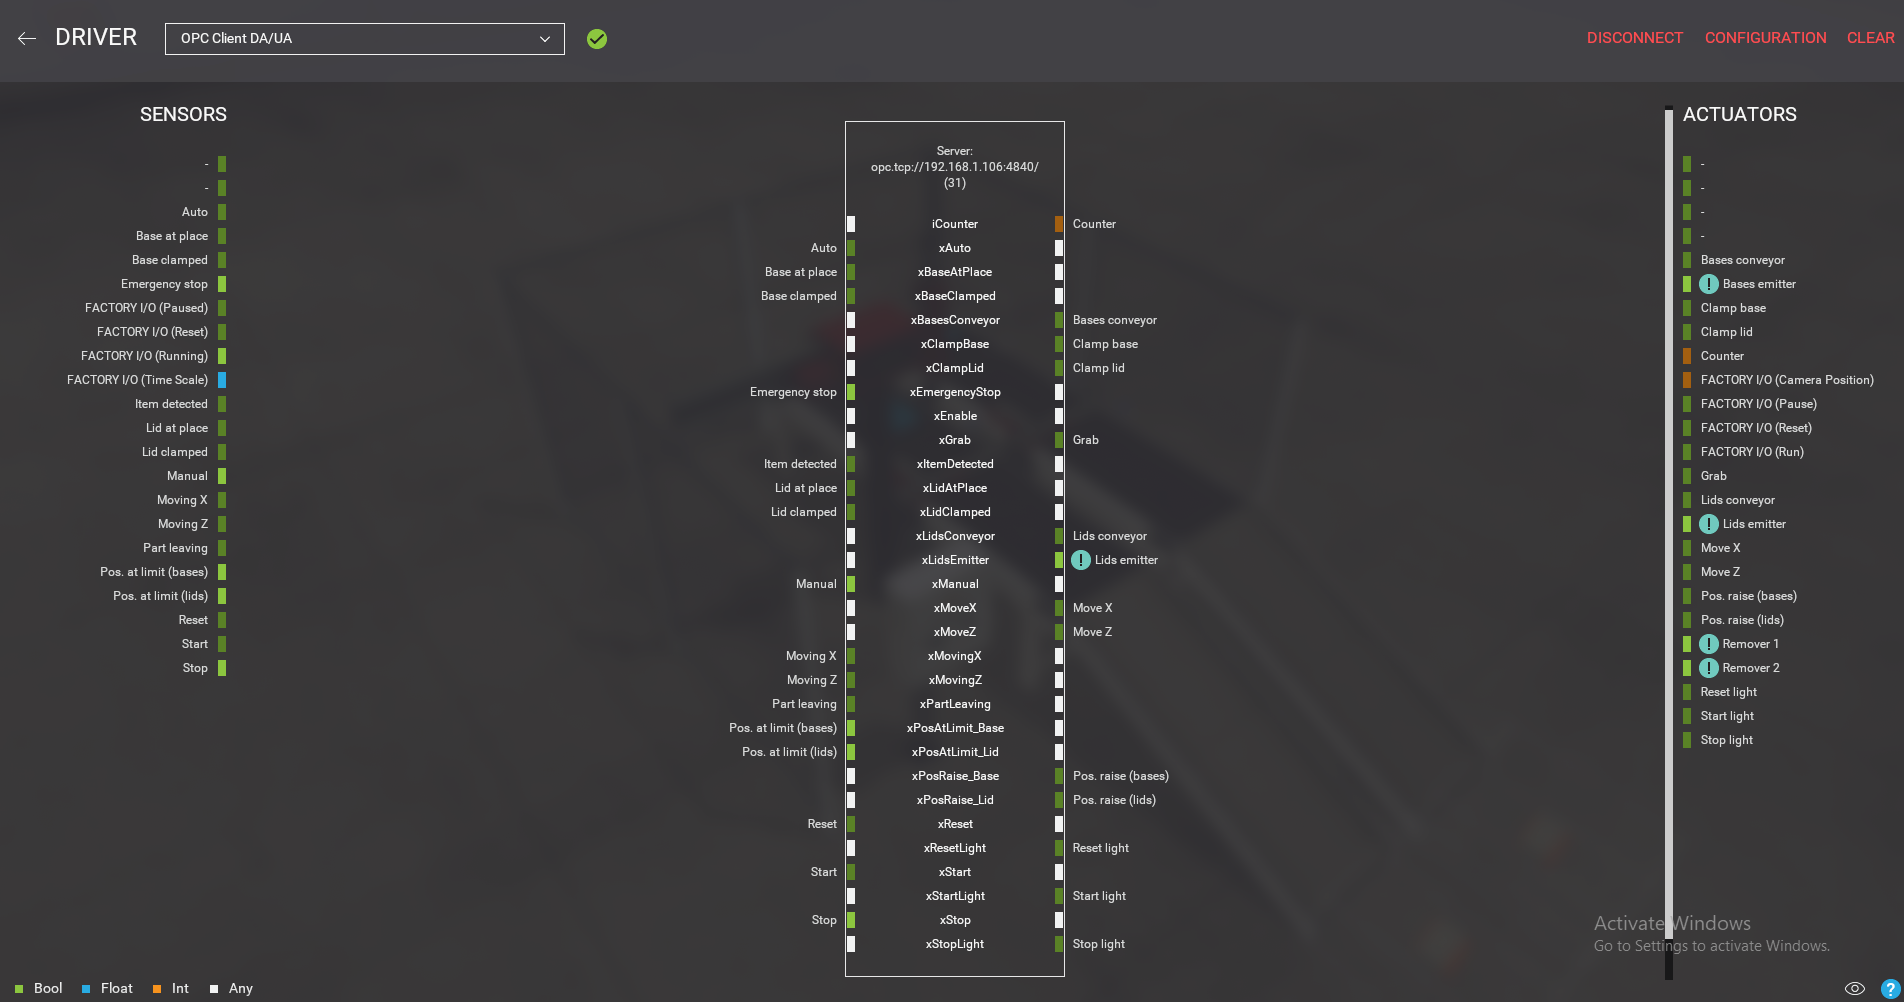 DRIVER
OPC Client DA/UA
DISCONNECT CONFIGURATION CLEAR
SENSORS
-
-
Auto
Base at place
Base clamped
Emergency stop
FACTORY I/O (Paused)
FACTORY I/O (Reset)
FACTORY I/O (Running)
FACTORY I/O (Time Scale)
Item detected
Lid at place
Lid clamped
Manual
Moving X
Moving Z
Part leaving
Pos. at limit (bases)
Pos. at limit (lids)
Reset
Start
Stop
Server:
opc.tcp://192.168.1.106:4840/
(31)
iCounter Counter
Auto xAuto
Base at place xBaseAtPlace
Base clamped xBaseClamped
xBasesConveyor Bases conveyor
xClampBase Clamp base
xClampLid Clamp lid
Emergency stop xEmergencyStop
xEnable
xGrab Grab
Item detected xItemDetected
Lid at place xLidAtPlace
Lid clamped xLidClamped
xLidsConveyor Lids conveyor
xLidsEmitter ! Lids emitter
Manual xManual
xMoveX Move X
xMoveZ Move Z
Moving X xMovingX
Moving Z xMovingZ
Part leaving xPartLeaving
Pos. at limit (bases) xPosAtLimit_Base
Pos. at limit (lids) xPosAtLimit_Lid
xPosRaise_Base Pos. raise (bases)
xPosRaise_Lid Pos. raise (lids)
Reset xReset
xResetLight Reset light
Start xStart
xStartLight Start light
Stop xStop
xStopLight Stop light
ACTUATORS
-
-
-
-
Bases conveyor
! Bases emitter
Clamp base
Clamp lid
Counter
FACTORY I/O (Camera Position)
FACTORY I/O (Pause)
FACTORY I/O (Reset)
FACTORY I/O (Run)
Grab
Lids conveyor
! Lids emitter
Move X
Move Z
Pos. raise (bases)
Pos. raise (lids)
! Remover 1
! Remover 2
Reset light
Start light
Stop light
Activate Windows
Go to Settings to activate Windows.
Bool Float Int Any
?